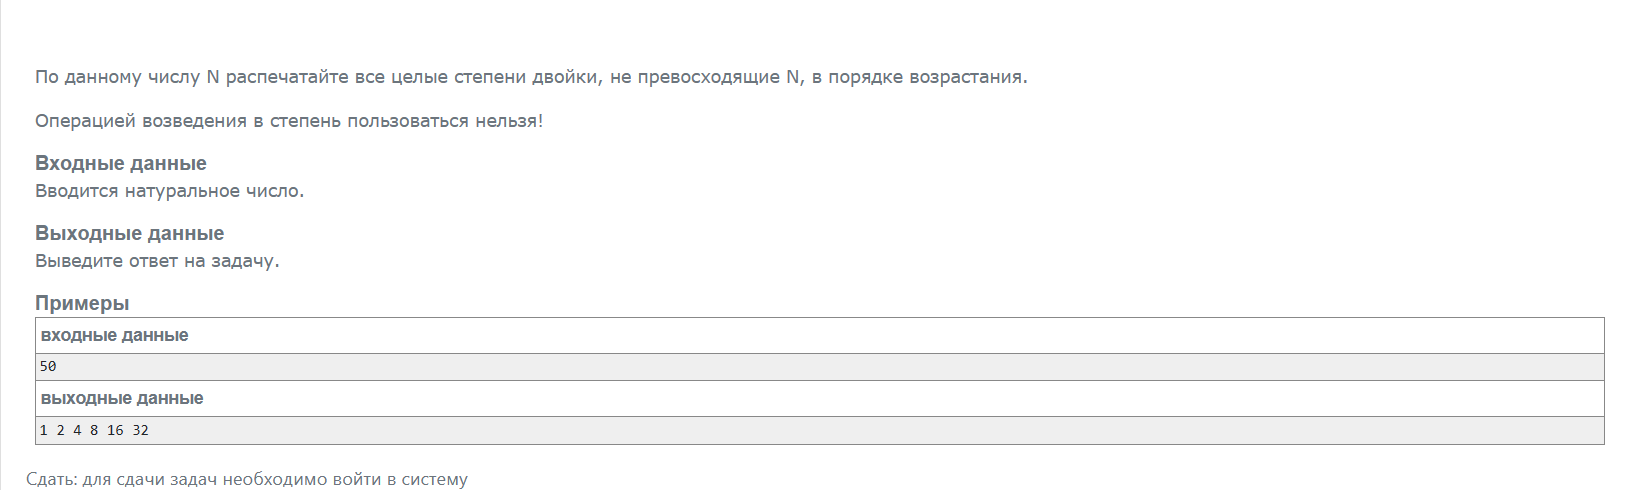 По данному числу N распечатайте все целые степени двойки, не превосходящие N, в порядке возрастания.
Операцией возведения в степень пользоваться нельзя!
Входные данные
Вводится натуральное число.
Выходные данные
Выведите ответ на задачу.
Примеры
входные данные
50
выходные данные
1 2 4 8 16 32
Сдать: для сдачи задач необходимо войти в систему